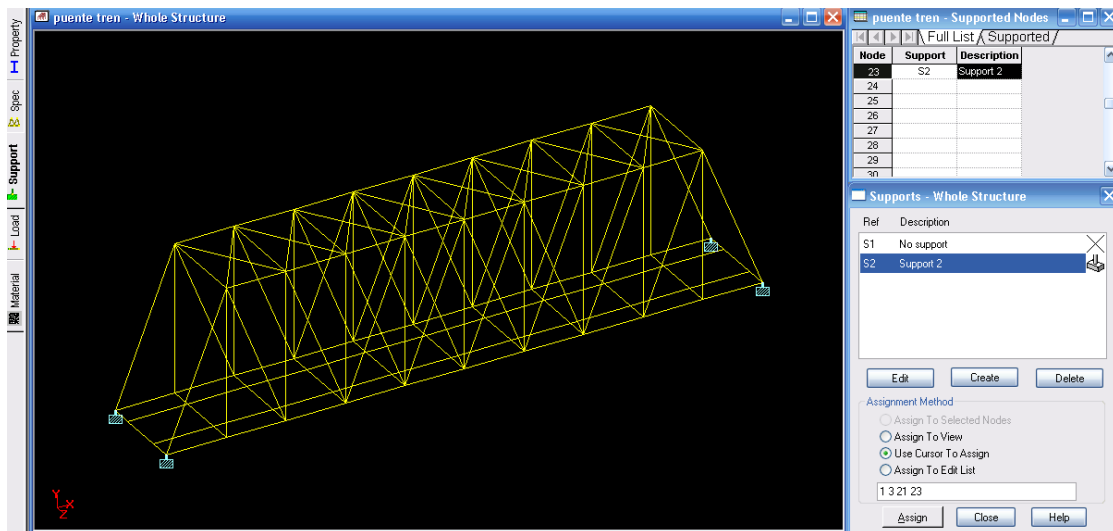 puente tren - Whole Structure
Property
Spec
Support
Load
Material
Y
X
Z
puente tren - Supported Nodes
Full List Supported
Node Support Description
23 S2 Support 2
24
25
26
27
28
29
30
Supports - Whole Structure
Ref Description
S1 No support
S2 Support 2
Edit Create Delete
Assignment Method
Assign To Selected Nodes
Assign To View
Use Cursor To Assign
Assign To Edit List
1 3 21 23
Assign Close Help